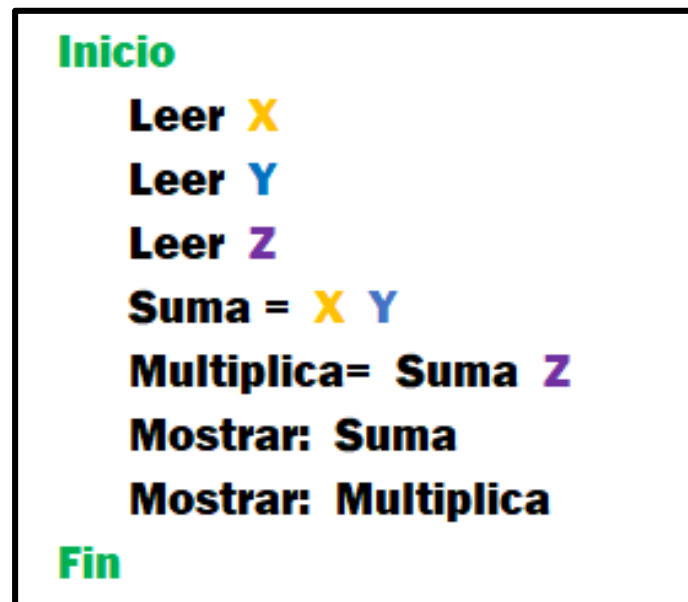 Inicio
Leer X
Leer Y
Leer Z
Suma = X Y
Multiplica= Suma Z
Mostrar: Suma
Mostrar: Multiplica
Fin